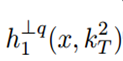 $h_1^{\perp q}(x, k_T^2)$